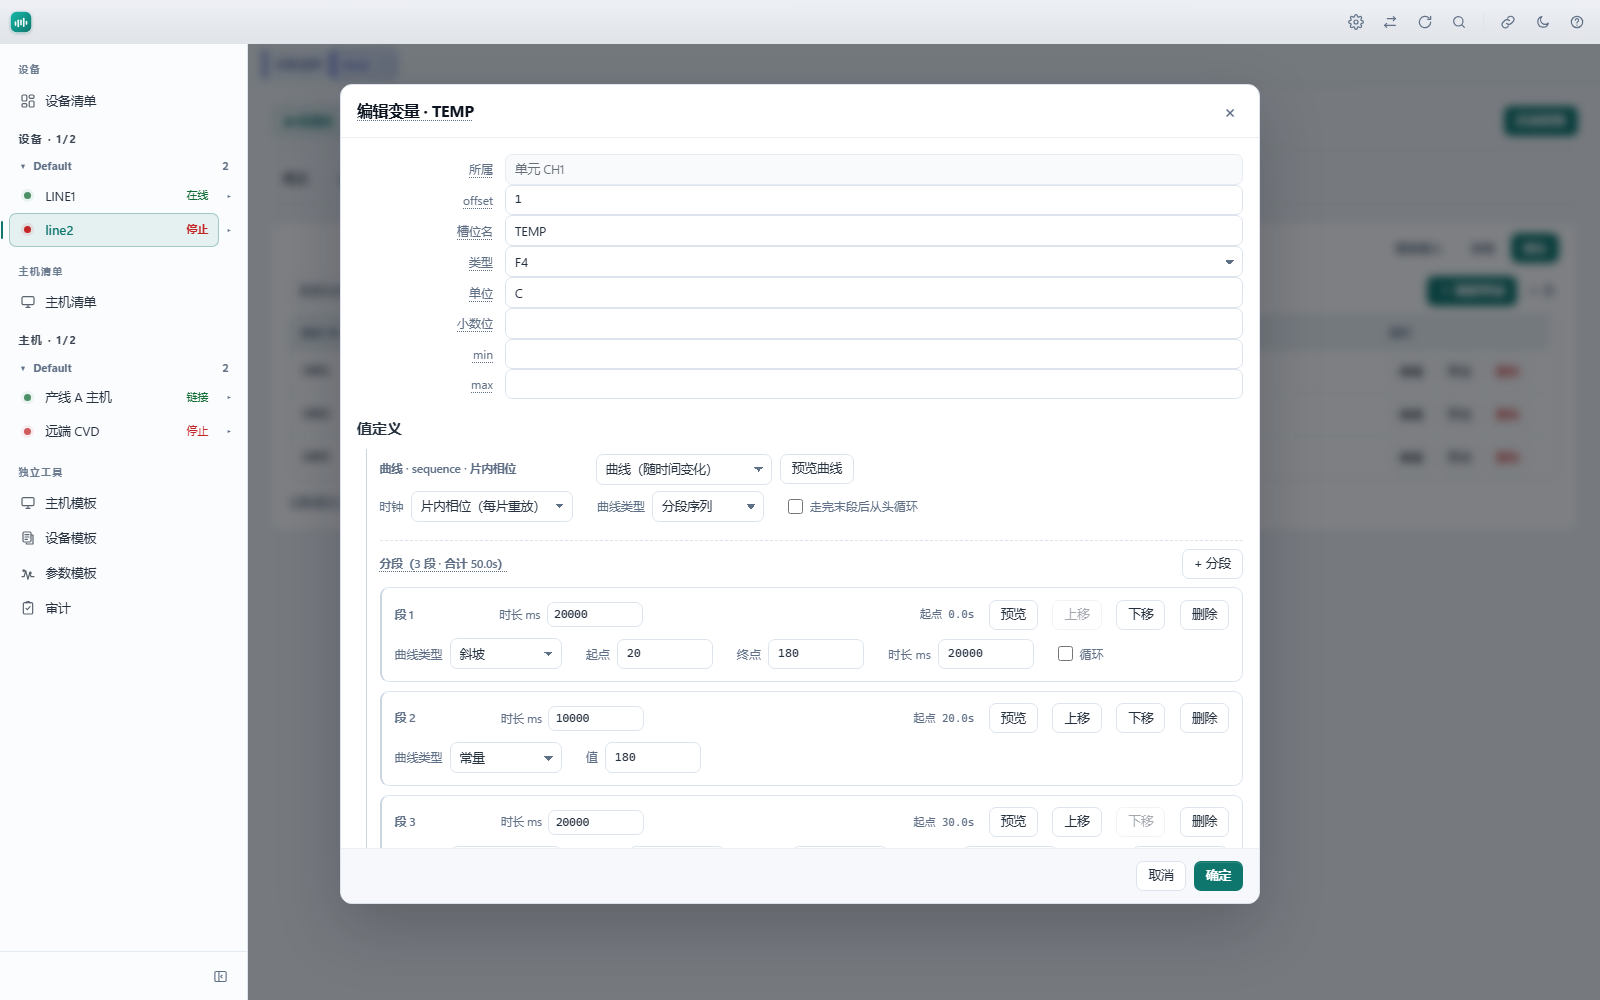 设备
设备清单
设备 · 1/2
Default 2
LINE1 在线
line2 停止
主机清单
主机清单
主机 · 1/2
Default 2
产线 A 主机 链接
远端 CVD 停止
独立工具
主机模板
设备模板
参数模板
审计
编辑变量 · TEMP ×
所属 单元 CH1
offset 1
槽位名 TEMP
类型 F4
单位 C
小数位
min
max
值定义
曲线 · sequence · 片内相位 曲线（随时间变化） 预览曲线
时钟 片内相位（每片重放） 曲线类型 分段序列 走完末段后从头循环
分段（3 段 · 合计 50.0s） + 分段
段 1 时长 ms 20000 起点 0.0s 预览 上移 下移 删除
曲线类型 斜坡 起点 20 终点 180 时长 ms 20000 循环
段 2 时长 ms 10000 起点 20.0s 预览 上移 下移 删除
曲线类型 常量 值 180
段 3 时长 ms 20000 起点 30.0s 预览 上移 下移 删除
取消 确定